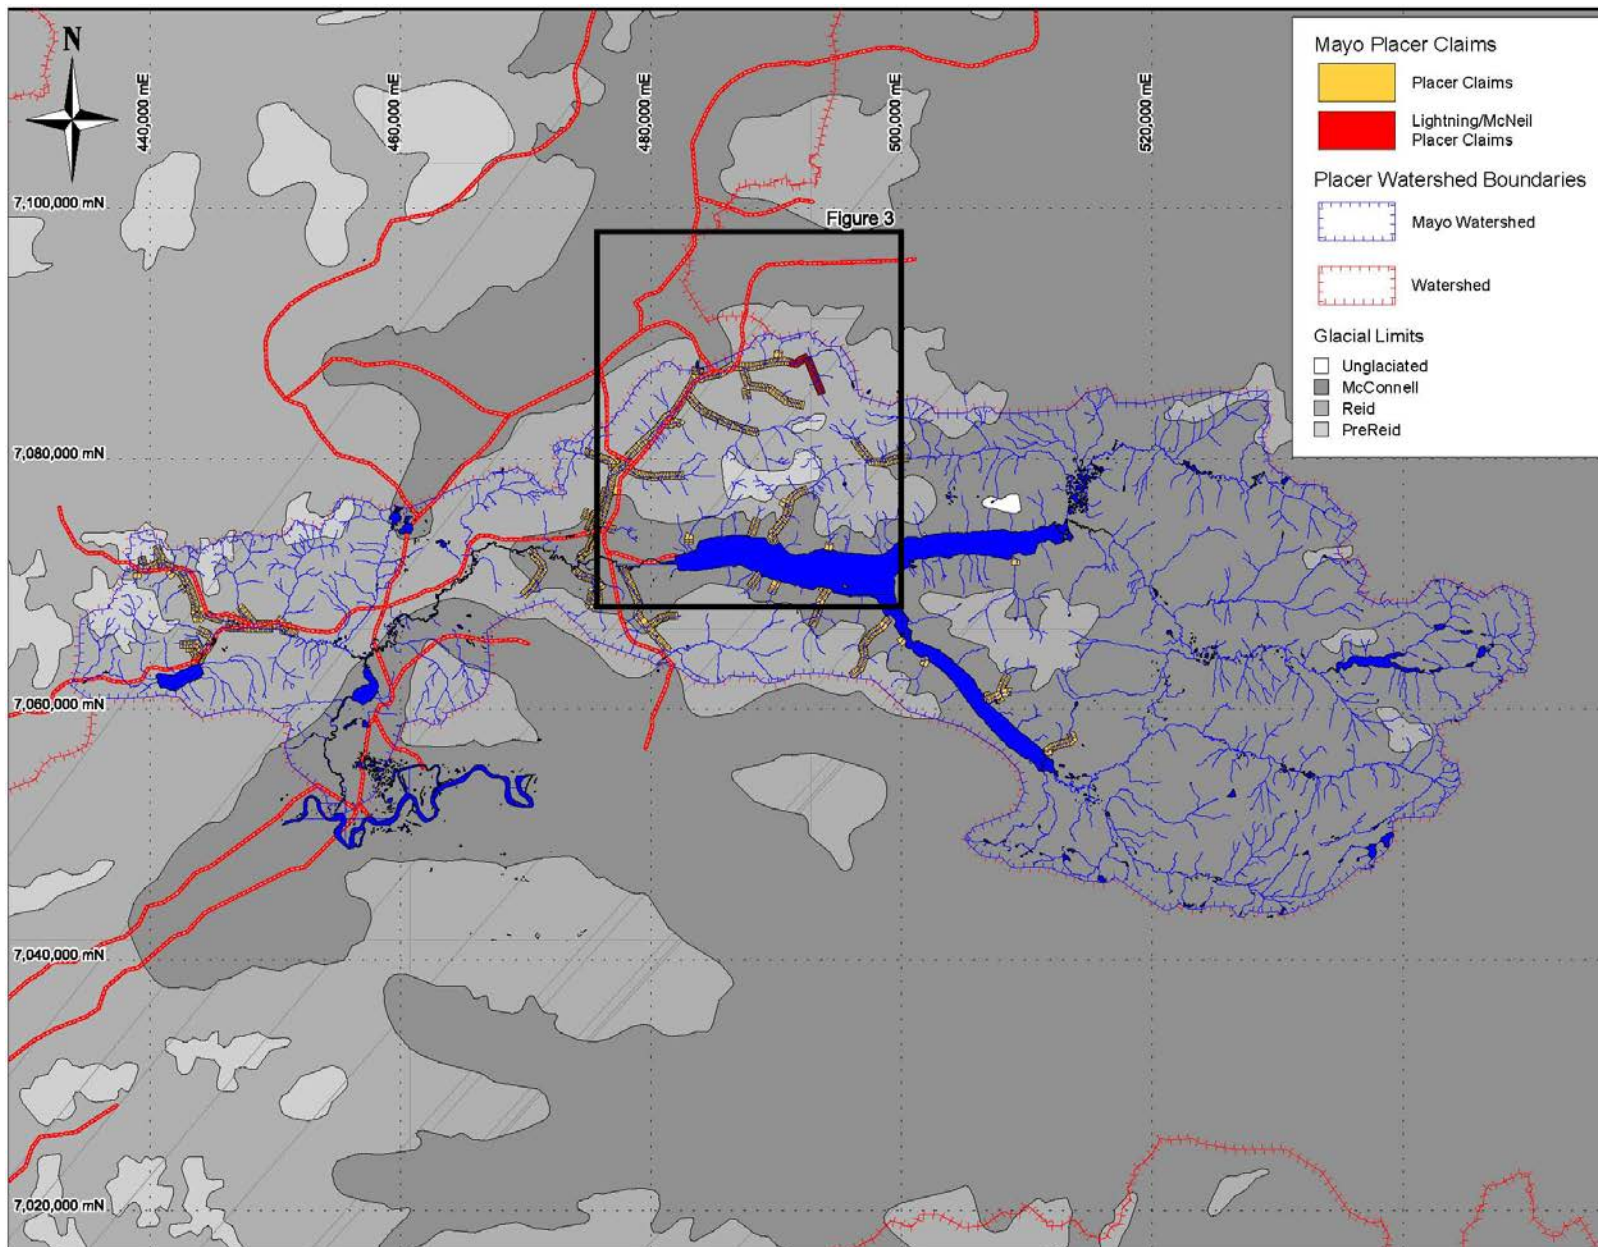 N
440,000 mE
460,000 mE
480,000 mE
500,000 mE
520,000 mE
7,100,000 mN
7,080,000 mN
7,060,000 mN
7,040,000 mN
7,020,000 mN
Figure 3
Mayo Placer Claims
Placer Claims
Lightning/McNeil
Placer Claims
Placer Watershed Boundaries
Mayo Watershed
Watershed
Glacial Limits
Unglaciated
McConnell
Reid
PreReid